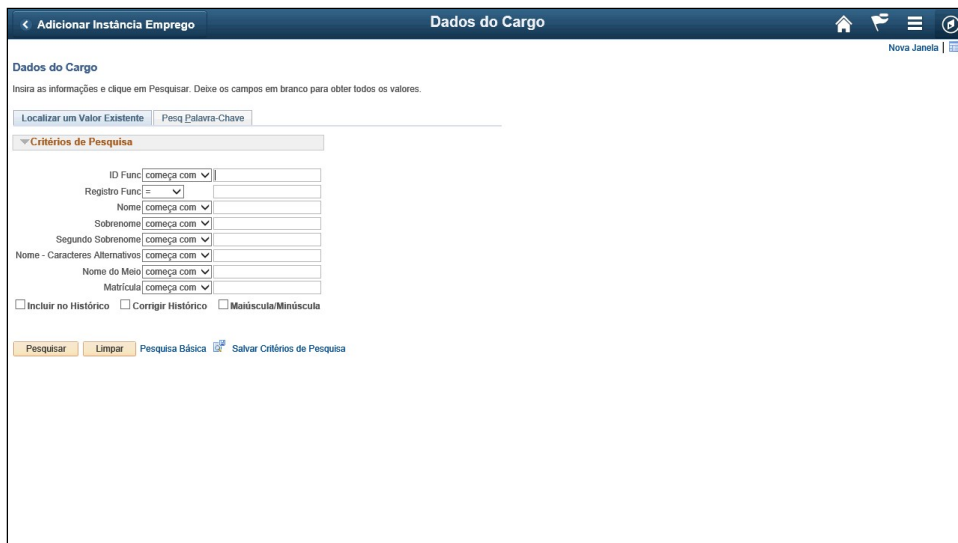 Adicionar Instância Emprego
Dados do Cargo
Nova Janela
Dados do Cargo
Insira as informações e clique em Pesquisar. Deixe os campos em branco para obter todos os valores.
Localizar um Valor Existente Pesq Palavra-Chave
Critérios de Pesquisa
ID Func começa com
Registro Func =
Nome começa com
Sobrenome começa com
Segundo Sobrenome começa com
Nome - Caracteres Alternativos começa com
Nome do Meio começa com
Matrícula começa com
Incluir no Histórico Corrigir Histórico Maiúscula/Minúscula
Pesquisar Limpar Pesquisa Básica Salvar Critérios de Pesquisa